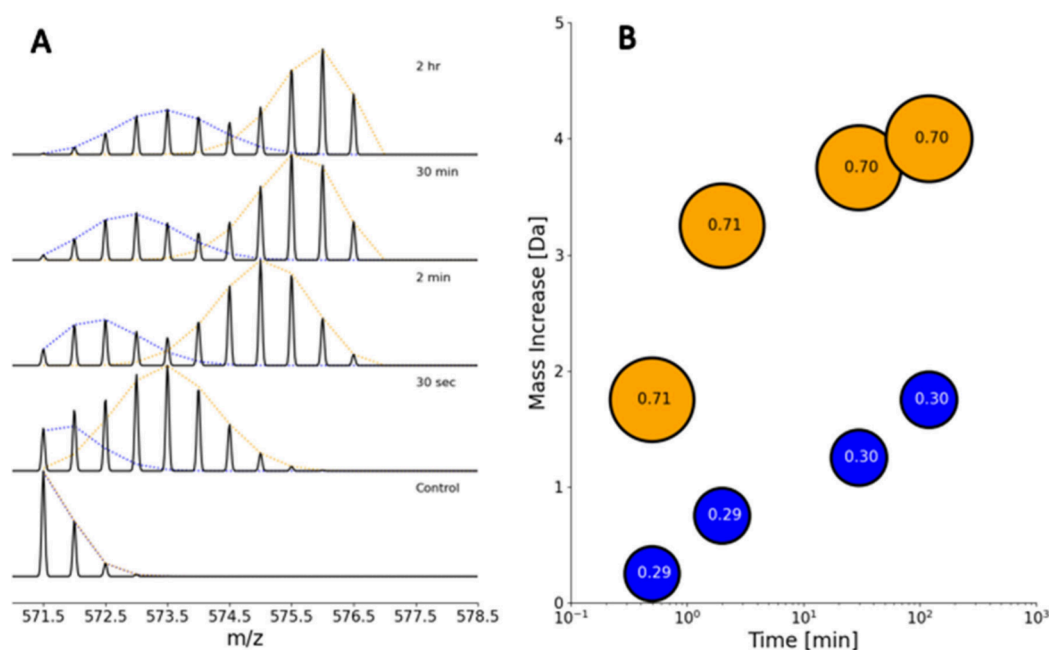 A
2 hr
30 min
2 min
30 sec
Control
571.5 572.5 573.5 574.5 575.5 576.5 577.5 578.5
m/z
B
Mass Increase [Da]
5
4
3
2
1
0
0.70
0.70
0.71
0.71
0.30
0.30
0.29
0.29
10⁻¹ 10⁰ 10¹ 10² 10³
Time [min]